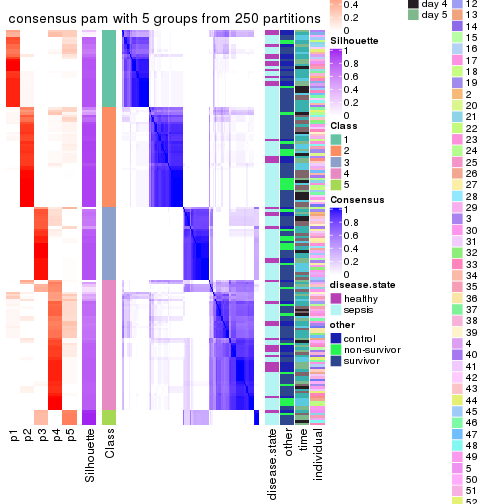 consensus pam with 5 groups from 250 partitions
p1
p2
p3
p4
p5
Silhouette
Class
disease.state
other
time
individual
0.4
0.2
0
Silhouette
1
0.8
0.6
0.4
0.2
0
Class
1
2
3
4
5
Consensus
1
0.8
0.6
0.4
0.2
0
disease.state
healthy
sepsis
other
control
non-survivor
survivor
day 4
day 5
12
13
14
15
16
17
18
19
2
20
21
22
23
24
25
26
27
28
29
3
30
31
32
33
34
35
36
37
38
39
4
40
41
42
43
44
45
46
47
48
5
50
51
52